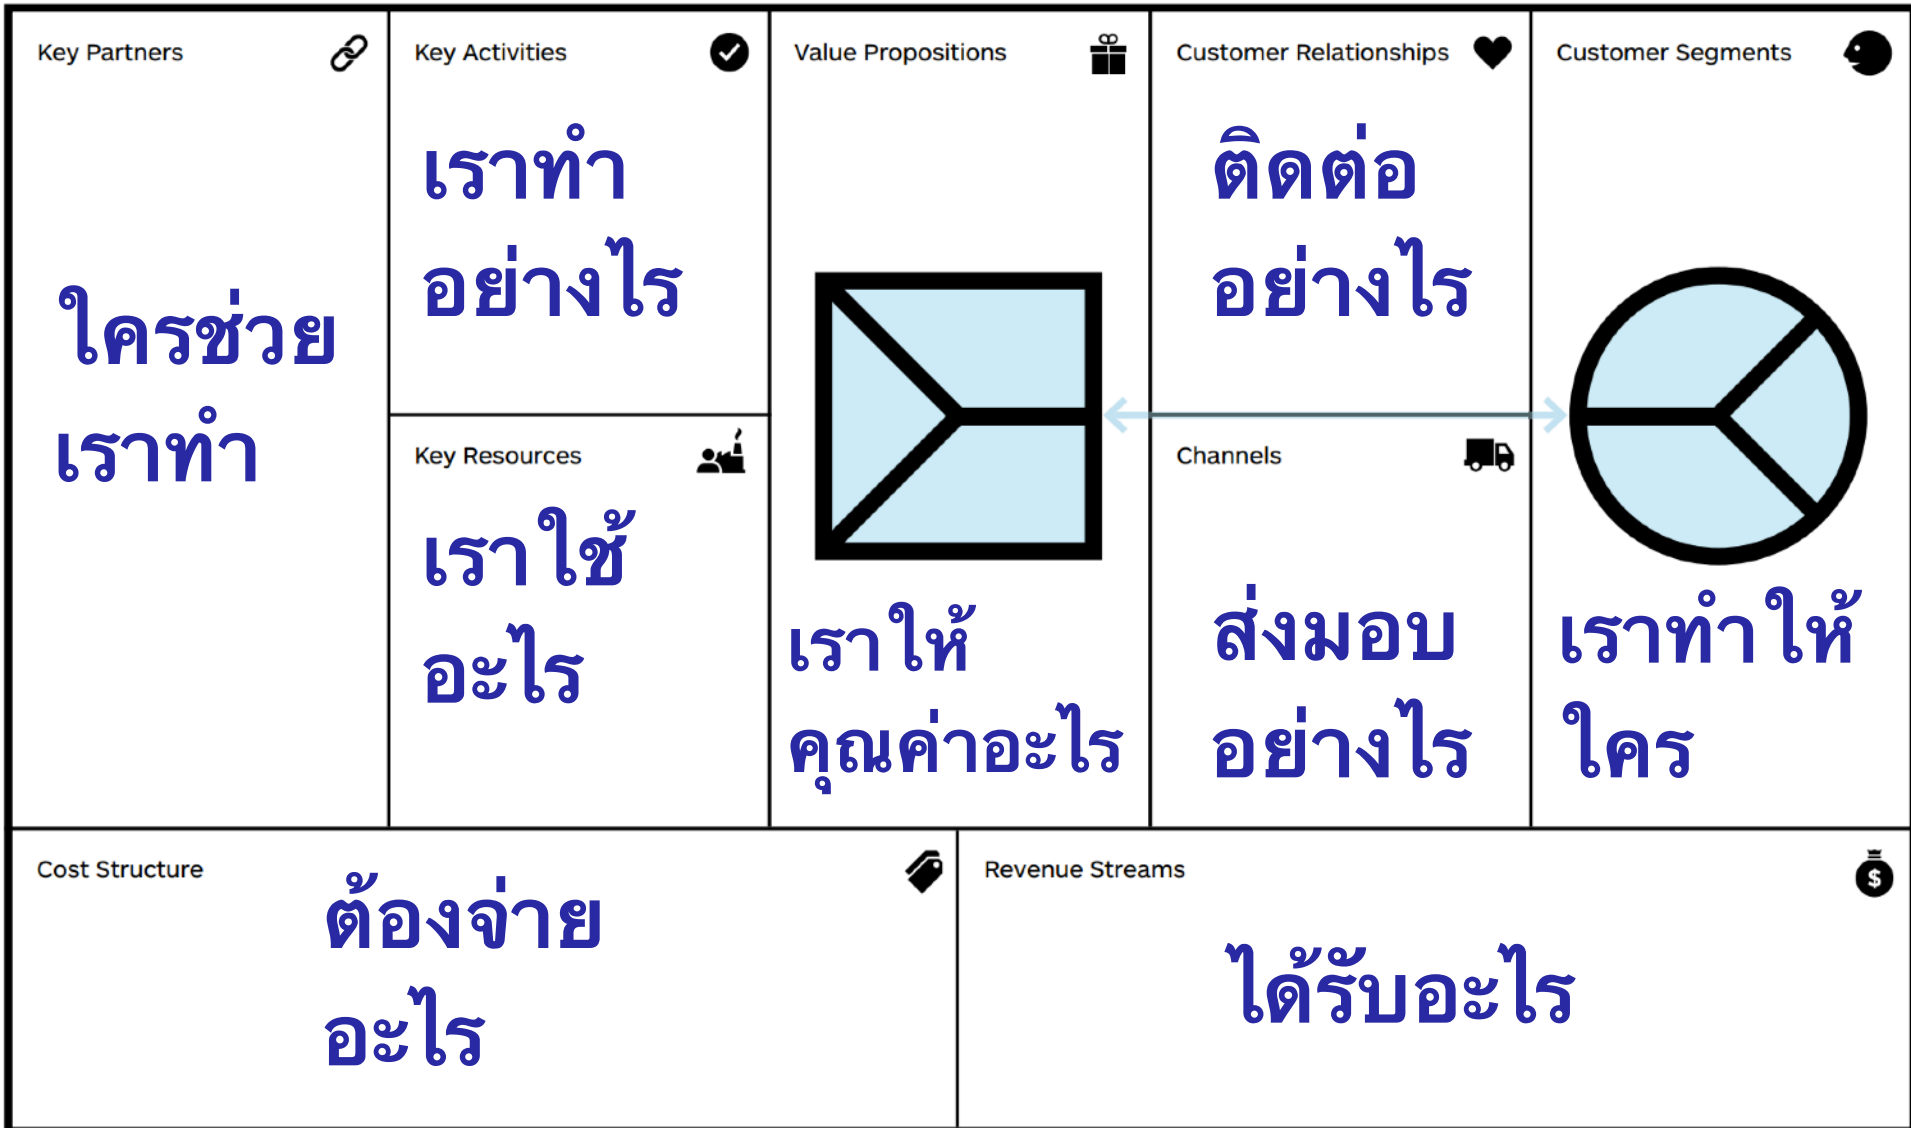 Key Partners
ใครช่วย
เราทำ
Key Activities
เราทำ
อย่างไร
Key Resources
เราใช้
อะไร
Value Propositions
เราให้
คุณค่าอะไร
Customer Relationships
ติดต่อ
อย่างไร
Channels
ส่งมอบ
อย่างไร
Customer Segments
เราทำให้
ใคร
Cost Structure
ต้องจ่าย
อะไร
Revenue Streams
$
ได้รับอะไร